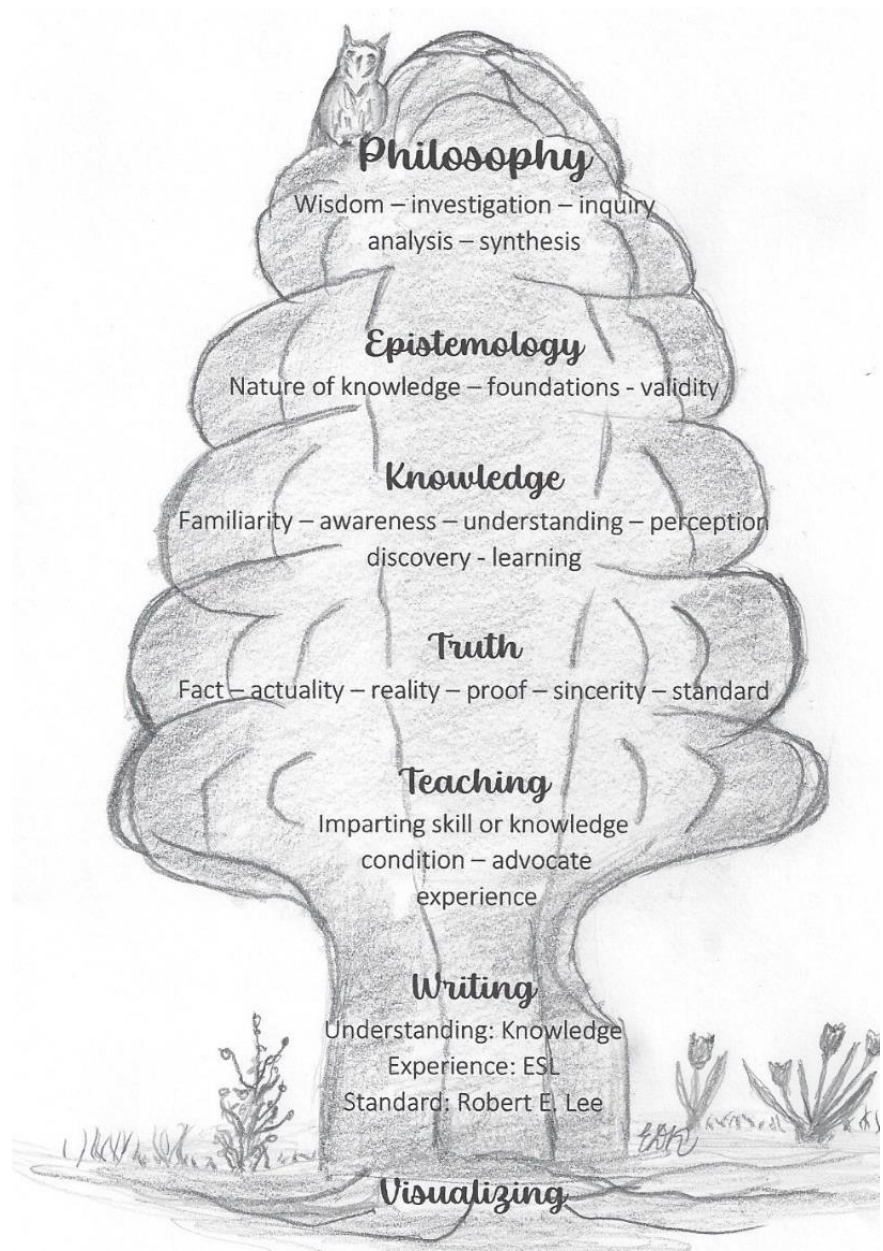 Philosophy
Wisdom – investigation – inquiry
analysis – synthesis
Epistemology
Nature of knowledge – foundations - validity
Knowledge
Familiarity – awareness – understanding – perception
discovery - learning
Truth
Fact – actuality – reality – proof – sincerity – standard
Teaching
Imparting skill or knowledge
condition – advocate
experience
Writing
Understanding: Knowledge
Experience: ESL
Standard: Robert E. Lee
Visualizing